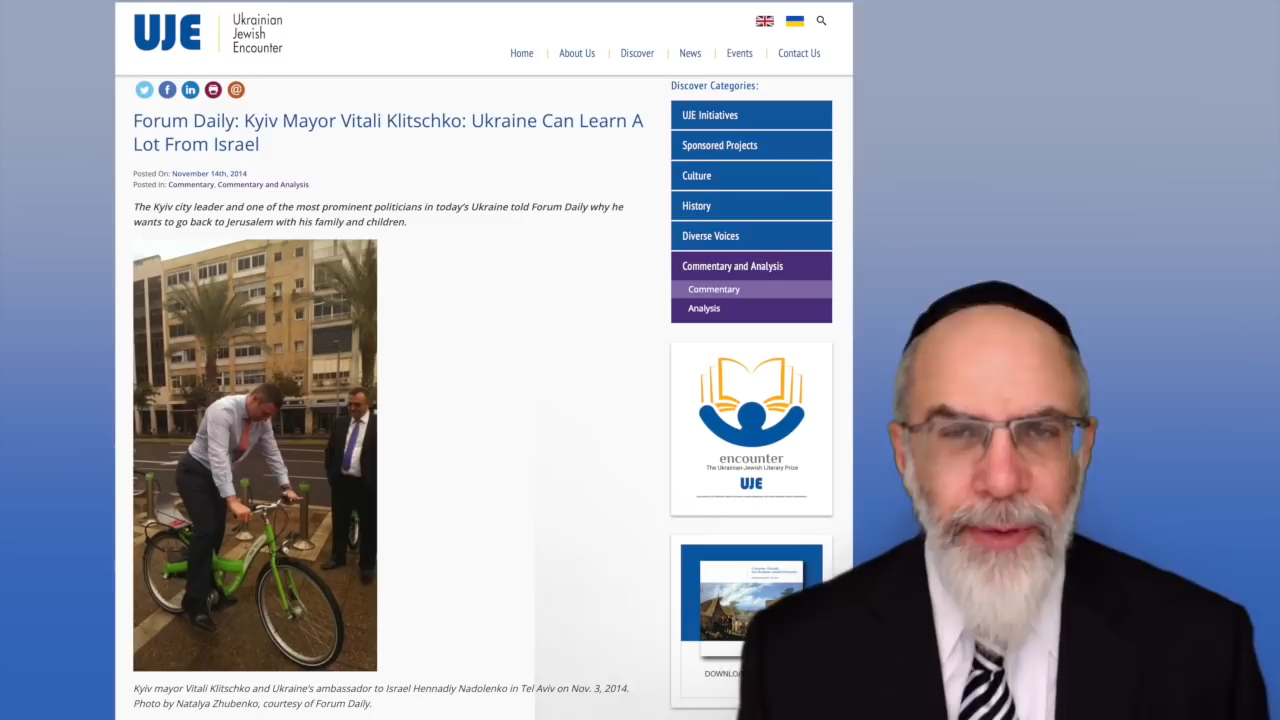 UJE
Ukrainian
Jewish
Encounter
Home
About Us
Discover
News
Events
Contact Us
Forum Daily: Kyiv Mayor Vitali Klitschko: Ukraine Can Learn A
Lot From Israel
Posted On: November 14th, 2014
Posted In: Commentary, Commentary and Analysis
The Kyiv city leader and one of the most prominent politicians in today's Ukraine told Forum Daily why he
wants to go back to Jerusalem with his family and children.
Kyiv mayor Vitali Klitschko and Ukraine's ambassador to Israel Hennadiy Nadolenko in Tel Aviv on Nov. 3, 2014.
Photo by Natalya Zhubenko, courtesy of Forum Daily.
Discover Categories:
UJE Initiatives
Sponsored Projects
Culture
History
Diverse Voices
Commentary and Analysis
Commentary
Analysis
encounter
The Ukrainian-Jewish Literary Prize
UJE